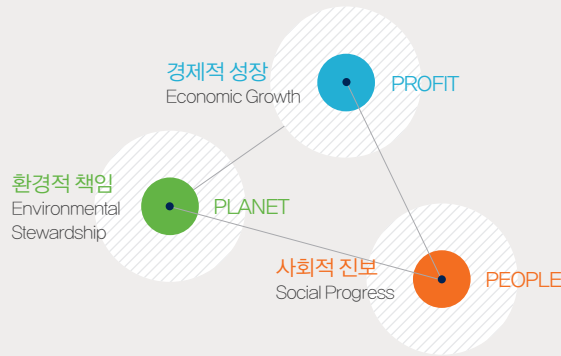 경제적 성장
Economic Growth
PROFIT
환경적 책임
Environmental
Stewardship
PLANET
사회적 진보
Social Progress
PEOPLE